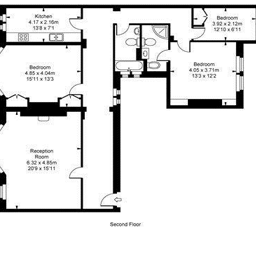 Kitchen
4.17 x 2.16m
13'8 x 7'1
Bedroom
3.92 x 2.12m
12'10 x 6'11
Bedroom
4.85 x 4.04m
15'11 x 13'3
Bedroom
4.05 x 3.71m
13'3 x 12'2
Reception
Room
6.32 x 4.85m
20'9 x 15'11
Second Floor